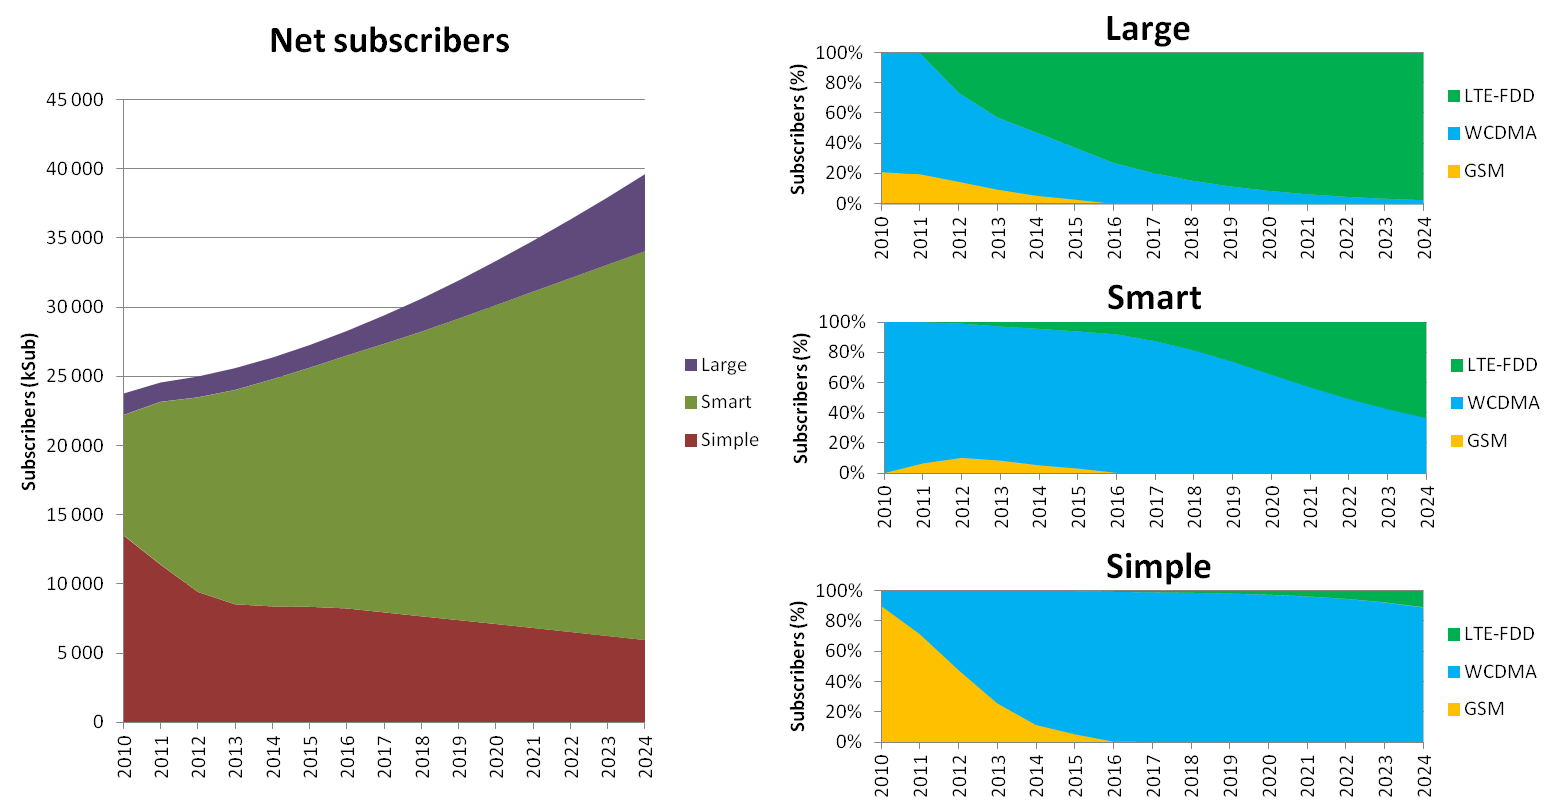 Net subscribers
Subscribers (kSub)
45 000
40 000
35 000
30 000
25 000
20 000
15 000
10 000
5 000
0
2010 2011 2012 2013 2014 2015 2016 2017 2018 2019 2020 2021 2022 2023 2024
Large
Smart
Simple
Large
Subscribers (%)
100%
80%
60%
40%
20%
0%
2010 2011 2012 2013 2014 2015 2016 2017 2018 2019 2020 2021 2022 2023 2024
LTE-FDD
WCDMA
GSM
Smart
Subscribers (%)
100%
80%
60%
40%
20%
0%
2010 2011 2012 2013 2014 2015 2016 2017 2018 2019 2020 2021 2022 2023 2024
LTE-FDD
WCDMA
GSM
Simple
Subscribers (%)
100%
80%
60%
40%
20%
0%
2010 2011 2012 2013 2014 2015 2016 2017 2018 2019 2020 2021 2022 2023 2024
LTE-FDD
WCDMA
GSM